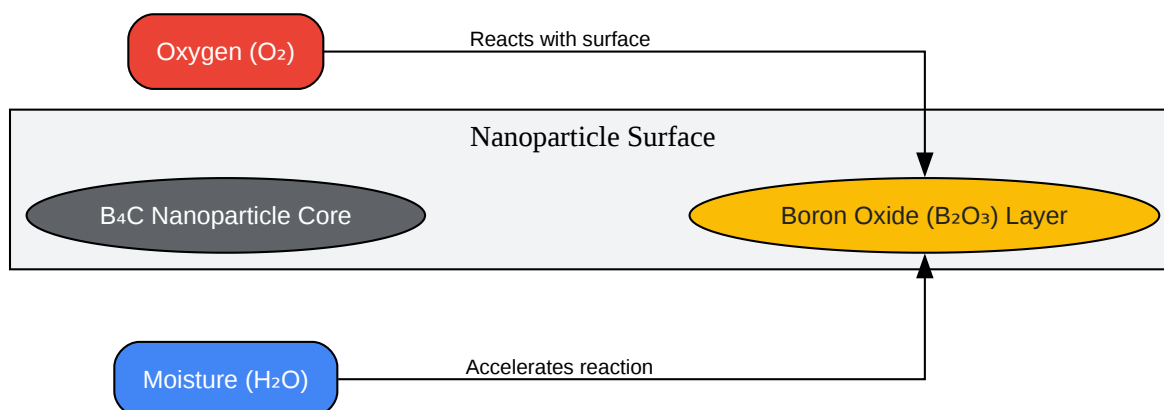 Oxygen (O₂)
Reacts with surface
Nanoparticle Surface
B₄C Nanoparticle Core
Boron Oxide (B₂O₃) Layer
Moisture (H₂O)
Accelerates reaction